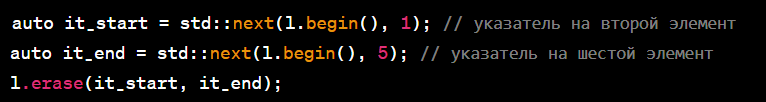 auto it_start = std::next(l.begin(), 1); // указатель на второй элемент
auto it_end = std::next(l.begin(), 5); // указатель на шестой элемент
l.erase(it_start, it_end);